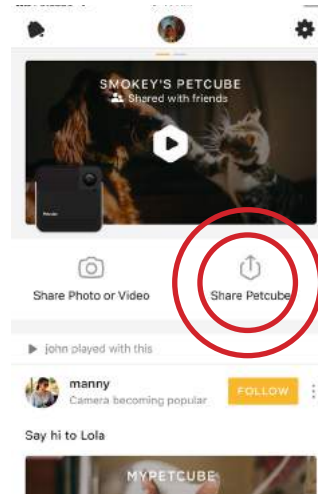 SMOKEY'S PETCUBE
Shared with friends
Share Photo or Video
Share Petcube
john played with this
manny
FOLLOW
Camera becoming popular
Say hi to Lola
MYPETCUBE